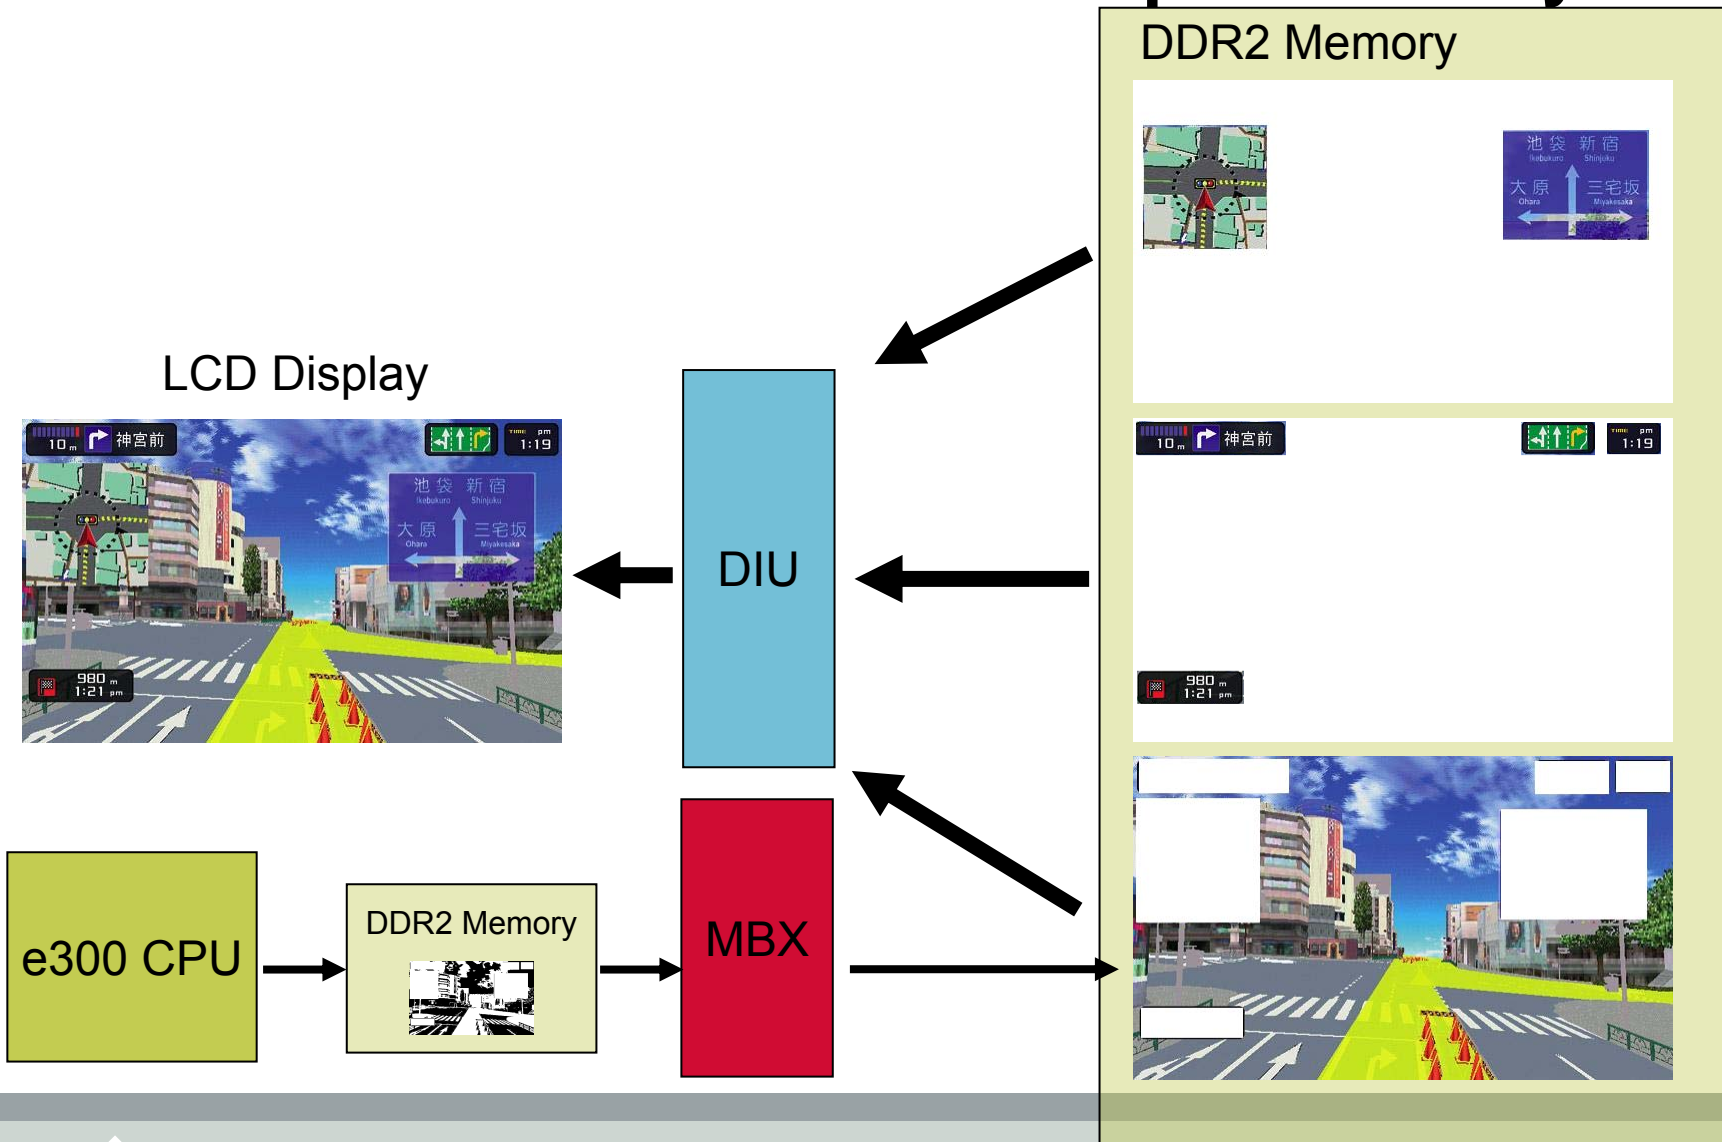 DDR2 Memory
池袋 新宿
Ikebukuro Shinjuku
大原 三宅坂
Ohara Miyakesaka
LCD Display
10 m 神宮前
TIME pm
1:19
池袋 新宿
Ikebukuro Shinjuku
大原 三宅坂
Ohara Miyakesaka
980 m
1:21 pm
DIU
10 m 神宮前
TIME pm
1:19
980 m
1:21 pm
e300 CPU
DDR2 Memory
MBX